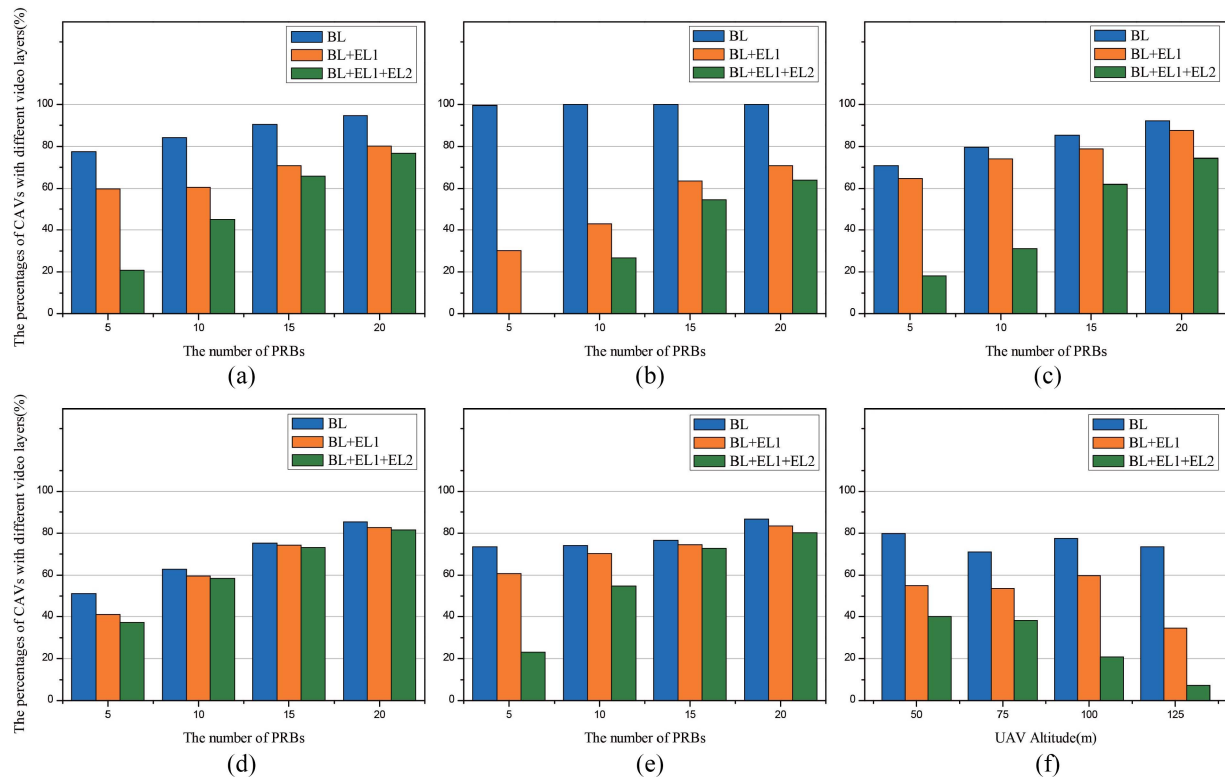 The percentages of CAVs with different video layers(%)
BL
BL+EL1
BL+EL1+EL2
100
80
60
40
20
0
5
10
15
20
The number of PRBs
(a)
BL
BL+EL1
BL+EL1+EL2
100
80
60
40
20
0
5
10
15
20
The number of PRBs
(b)
BL
BL+EL1
BL+EL1+EL2
100
80
60
40
20
0
5
10
15
20
The number of PRBs
(c)
The percentages of CAVs with different video layers(%)
BL
BL+EL1
BL+EL1+EL2
100
80
60
40
20
0
5
10
15
20
The number of PRBs
(d)
BL
BL+EL1
BL+EL1+EL2
100
80
60
40
20
0
5
10
15
20
The number of PRBs
(e)
BL
BL+EL1
BL+EL1+EL2
100
80
60
40
20
0
50
75
100
125
UAV Altitude(m)
(f)